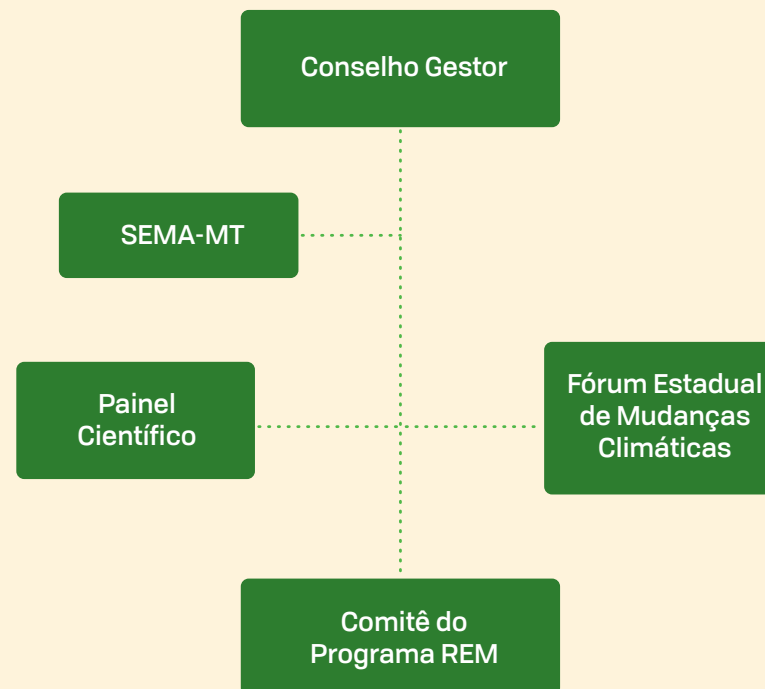 Conselho Gestor
SEMA-MT
Painel
Científico
Fórum Estadual
de Mudanças
Climáticas
Comitê do
Programa REM